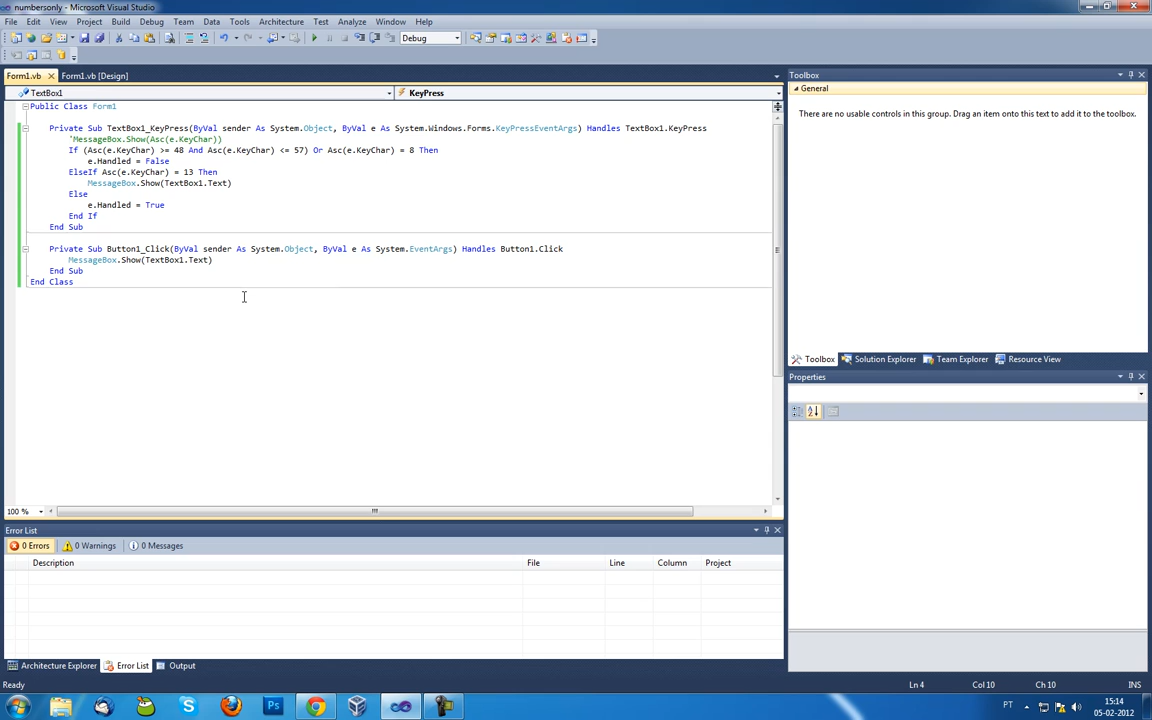 numbersonly - Microsoft Visual Studio
File Edit View Project Build Debug Team Data Tools Architecture Test Analyze Window Help
Debug
Form1.vb Form1.vb [Design]
TextBox1 KeyPress
Public Class Form1
Private Sub TextBox1_KeyPress(ByVal sender As System.Object, ByVal e As System.Windows.Forms.KeyPressEventArgs) Handles TextBox1.KeyPress
'MessageBox.Show(Asc(e.KeyChar))
If (Asc(e.KeyChar) >= 48 And Asc(e.KeyChar) <= 57) Or Asc(e.KeyChar) = 8 Then
e.Handled = False
ElseIf Asc(e.KeyChar) = 13 Then
MessageBox.Show(TextBox1.Text)
Else
e.Handled = True
End If
End Sub
Private Sub Button1_Click(ByVal sender As System.Object, ByVal e As System.EventArgs) Handles Button1.Click
MessageBox.Show(TextBox1.Text)
End Sub
End Class
100 %
Toolbox
General
There are no usable controls in this group. Drag an item onto this text to add it to the toolbox.
Toolbox Solution Explorer Team Explorer Resource View
Properties
Error List
0 Errors 0 Warnings 0 Messages
Description File Line Column Project
Architecture Explorer Error List Output
Ready Ln 4 Col 10 Ch 10 INS
PT 15:14
05-02-2012